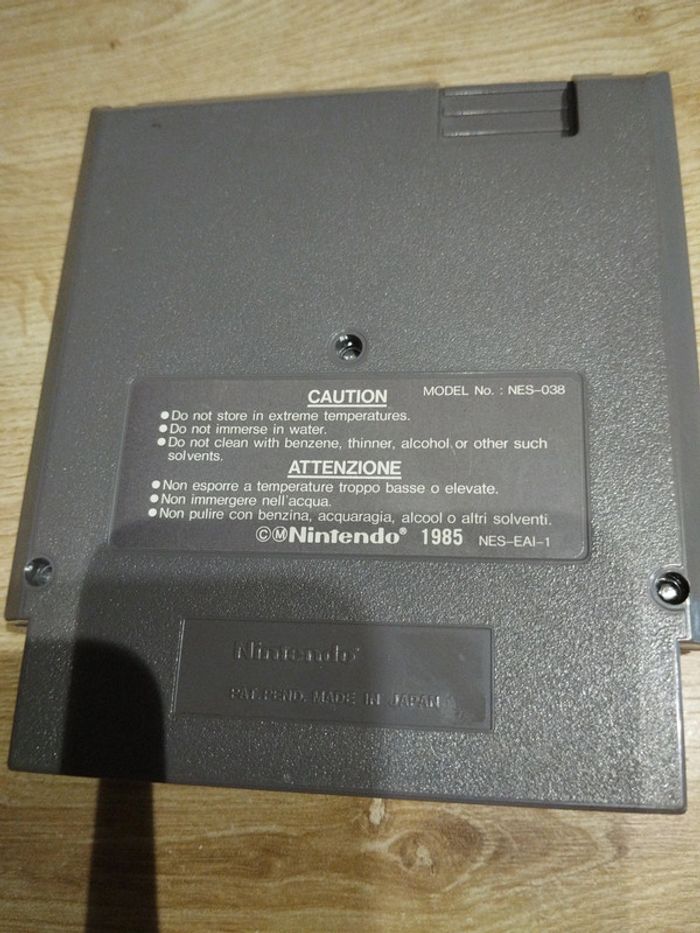 CAUTION MODEL No. : NES-038
●Do not store in extreme temperatures.
●Do not immerse in water.
●Do not clean with benzene, thinner, alcohol or other such
solvents.
ATTENZIONE
●Non esporre a temperature troppo basse o elevate.
●Non immergere nell'acqua.
●Non pulire con benzina, acquaragia, alcool o altri solventi.
©ⓂNintendo® 1985 NES-EAI-1
Nintendo®
PAT. PEND. MADE IN JAPAN